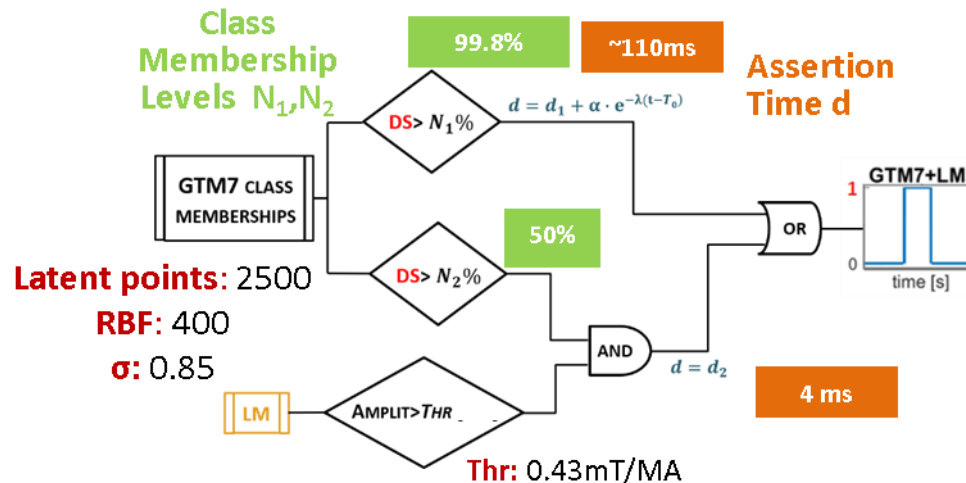 Class
Membership
Levels N₁,N₂
99.8%
~110ms
Assertion
Time d
DS> N₁%
d = d₁ + α · e^{-λ(t-T₀)}
GTM7 CLASS
MEMBERSHIPS
GTM7+LM
1
0
time [s]
OR
50%
DS> N₂%
Latent points: 2500
RBF: 400
σ: 0.85
AND
d = d₂
4 ms
LM
AMPLIT>THR
Thr: 0.43mT/MA